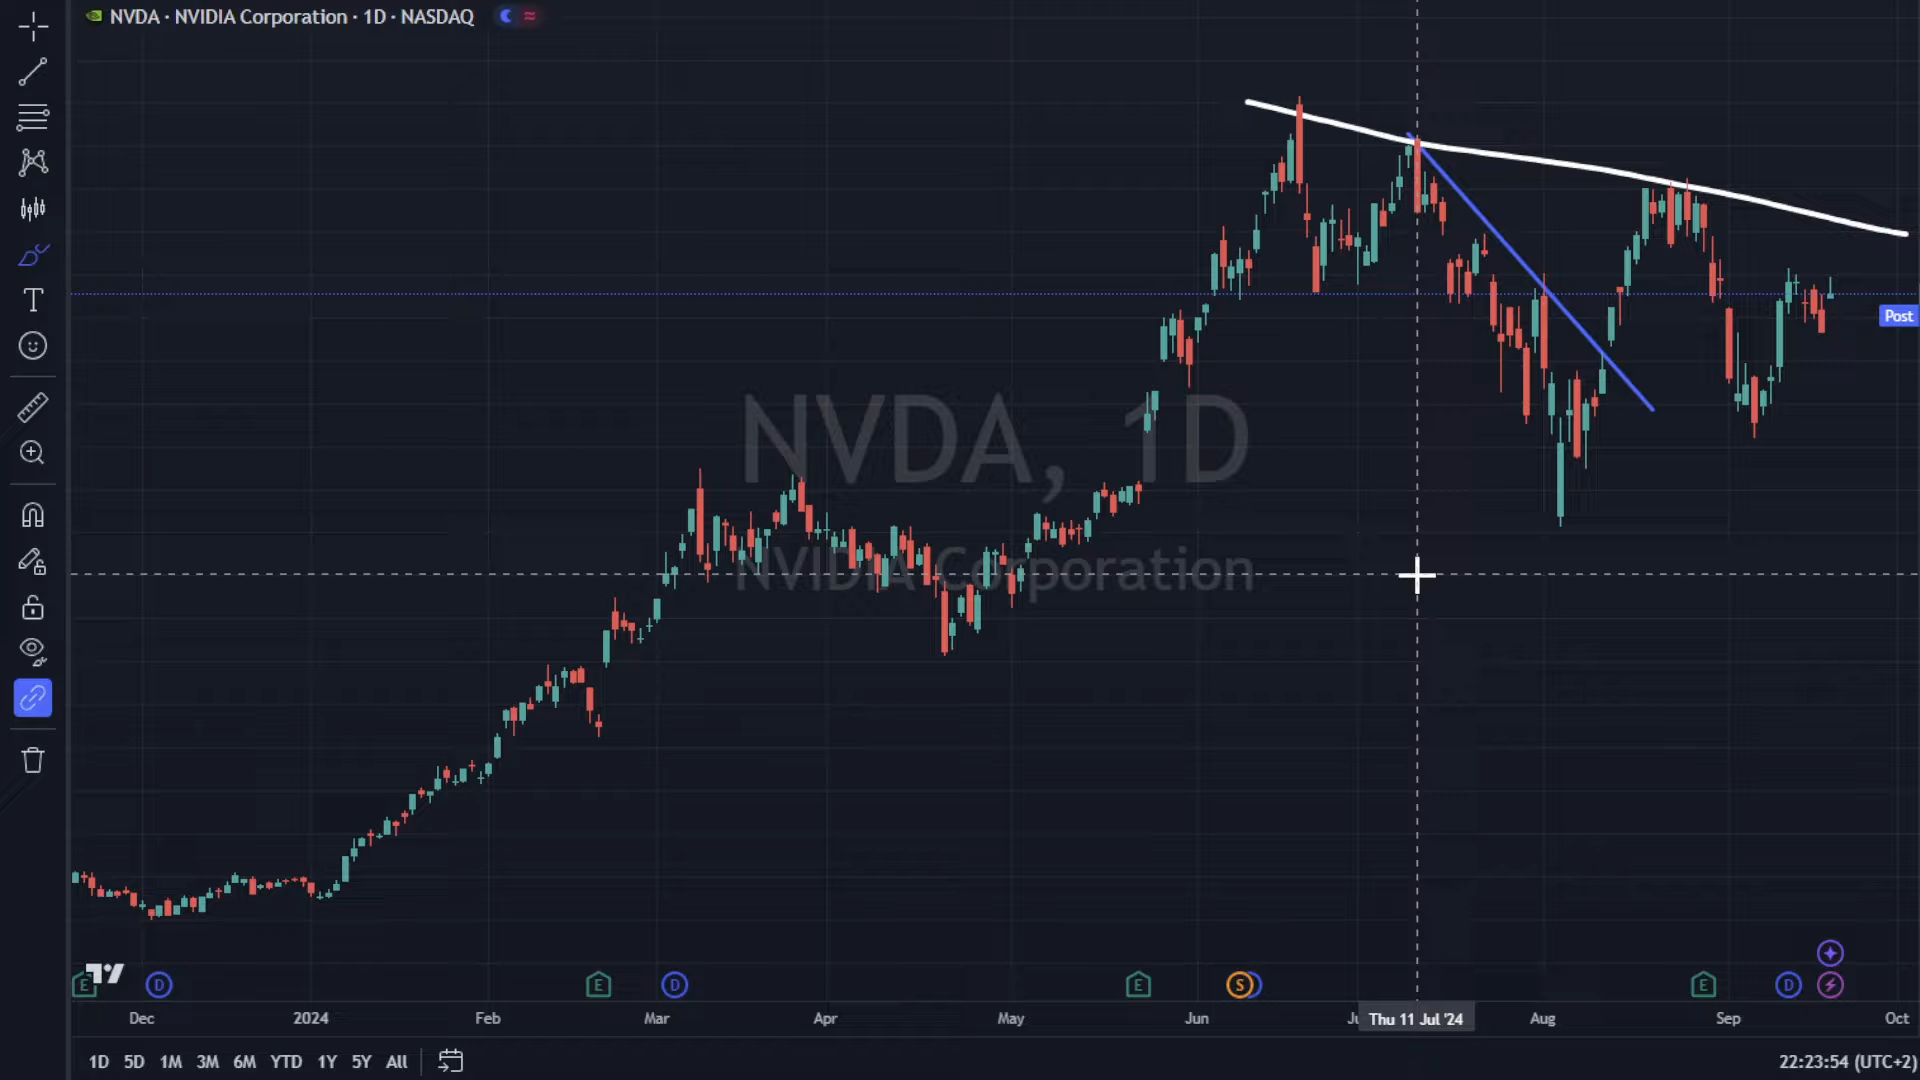 NVDA · NVIDIA Corporation · 1D · NASDAQ
NVDA, 1D
NVIDIA Corporation
Post
E D E D E S E D
Dec 2024 Feb Mar Apr May Jun Thu 11 Jul '24 Aug Sep Oct
1D 5D 1M 3M 6M YTD 1Y 5Y All
22:23:54 (UTC+2)